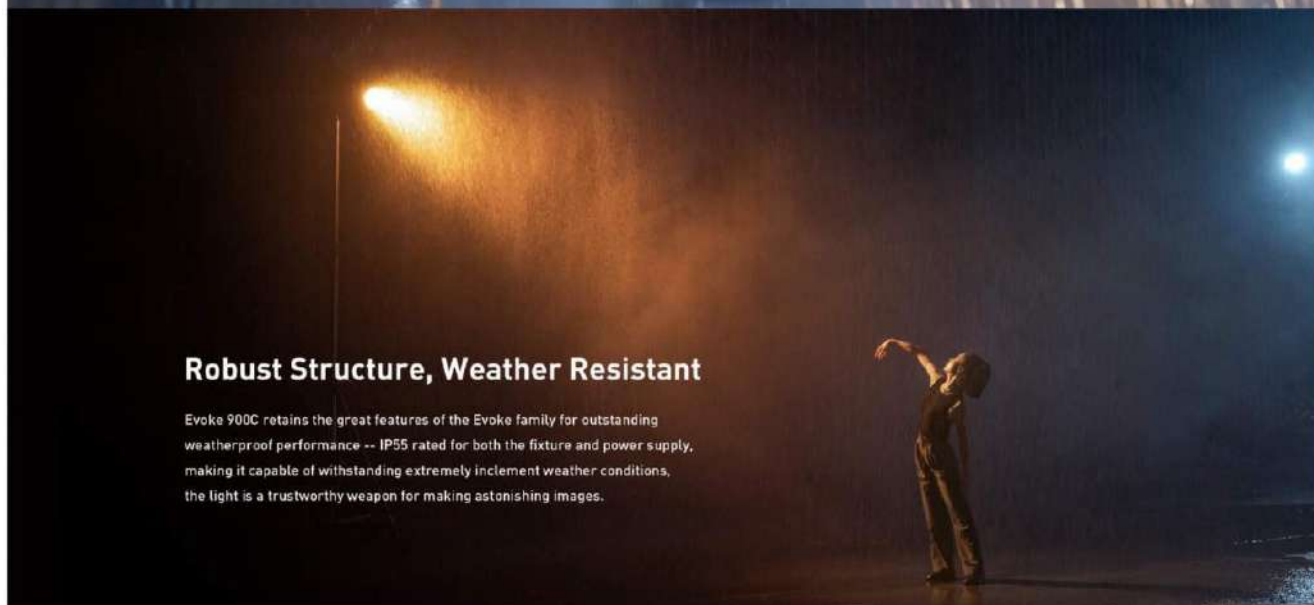 Robust Structure, Weather Resistant
Evoke 900C retains the great features of the Evoke family for outstanding
weatherproof performance -- IP55 rated for both the fixture and power supply,
making it capable of withstanding extremely inclement weather conditions,
the light is a trustworthy weapon for making astonishing images.